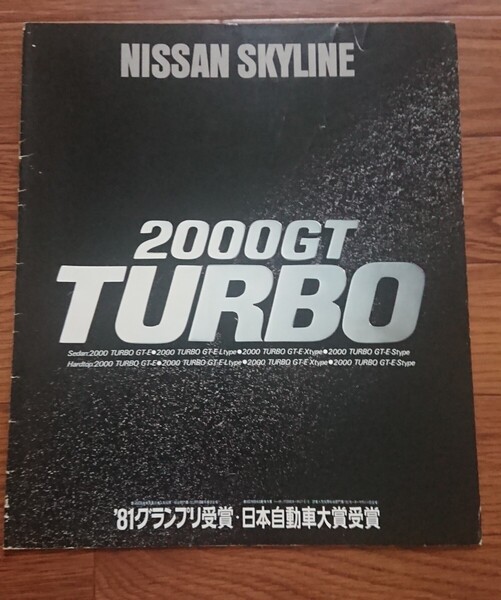 NISSAN SKYLINE
2000GT
TURBO
Sedan:2000 TURBO GT-E●2000 TURBO GT-E·Ltype●2000 TURBO GT-E·Xtype●2000 TURBO GT-E·Stype
Hardtop:2000 TURBO GT-E●2000 TURBO GT-E·Ltype●2000 TURBO GT-E·Xtype●2000 TURBO GT-E·Stype
'81グランプリ受賞·日本自動車大賞受賞